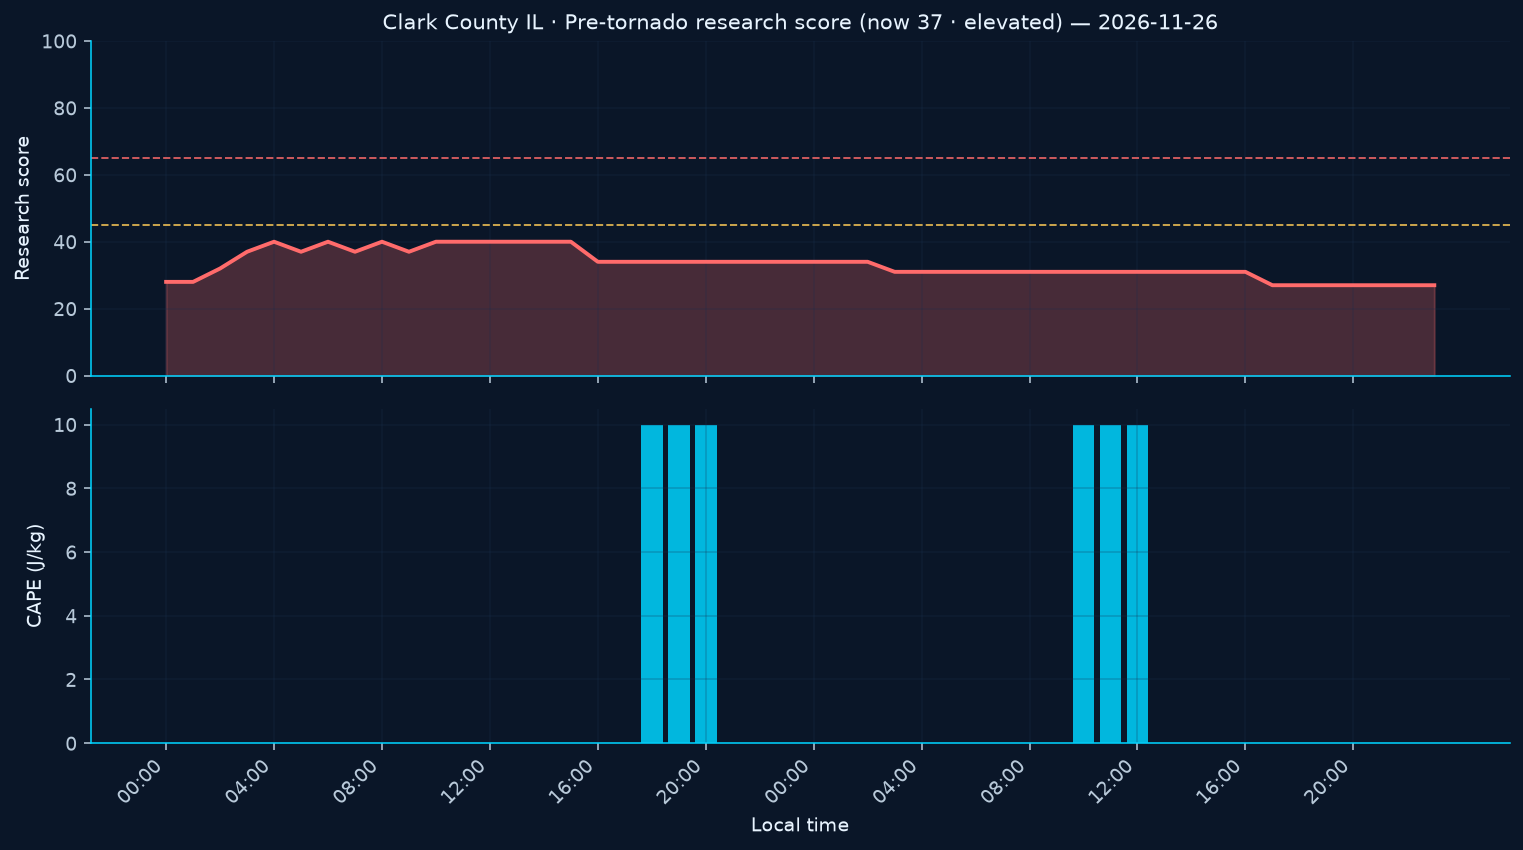 Clark County IL · Pre-tornado research score (now 37 · elevated) — 2026-11-26
Research score
100
80
60
40
20
0
CAPE (J/kg)
10
8
6
4
2
0
00:00 04:00 08:00 12:00 16:00 20:00 00:00 04:00 08:00 12:00 16:00 20:00
Local time